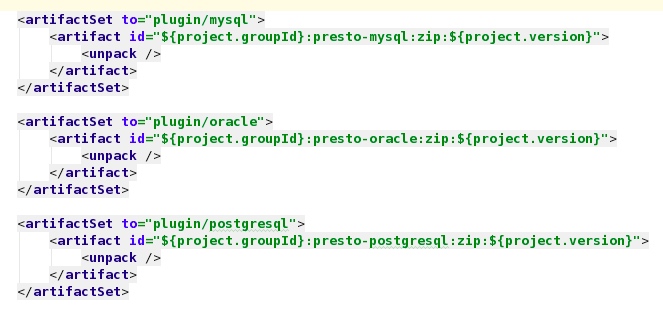 <artifactSet to="plugin/mysql">
    <artifact id="${project.groupId}:presto-mysql:zip:${project.version}">
        <unpack />
    </artifact>
</artifactSet>
<artifactSet to="plugin/oracle">
    <artifact id="${project.groupId}:presto-oracle:zip:${project.version}">
        <unpack />
    </artifact>
</artifactSet>
<artifactSet to="plugin/postgresql">
    <artifact id="${project.groupId}:presto-postgresql:zip:${project.version}">
        <unpack />
    </artifact>
</artifactSet>